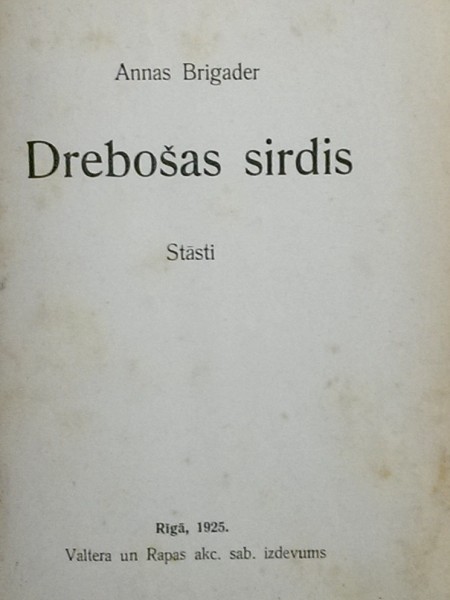 Annas Brigader
Drebošas sirdis
Stāsti
Rīgā, 1925.
Valtera un Rapas akc. sab. izdevums